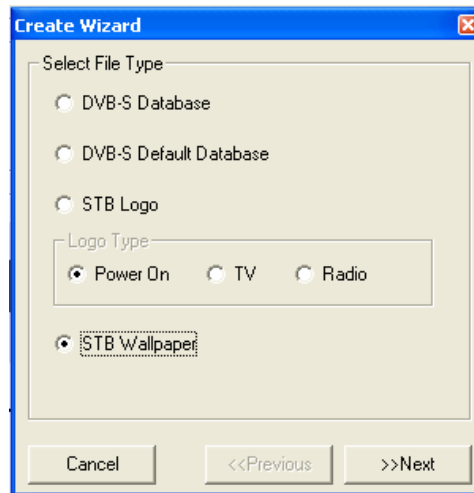 Create Wizard
Select File Type
DVB-S Database
DVB-S Default Database
STB Logo
Logo Type
Power On TV Radio
STB Wallpaper
Cancel <<Previous >>Next